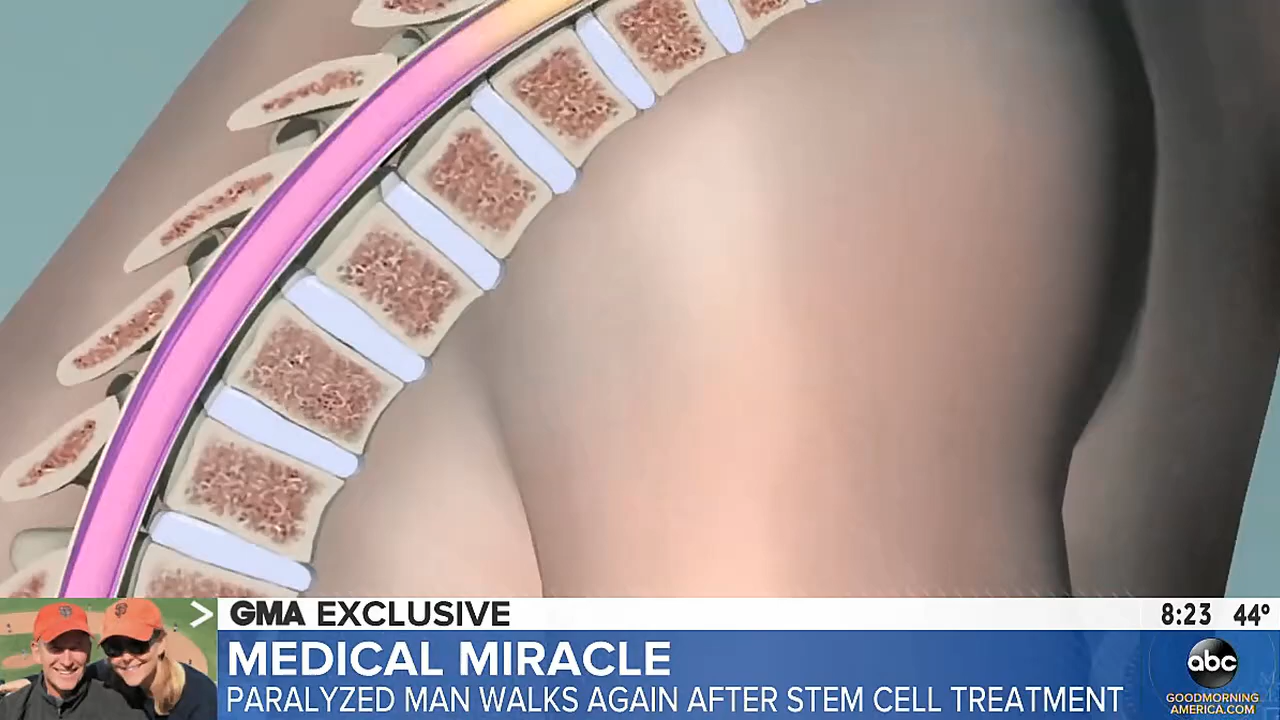 GMA EXCLUSIVE
8:23 44°
MEDICAL MIRACLE
PARALYZED MAN WALKS AGAIN AFTER STEM CELL TREATMENT
abc
GOODMORNING
AMERICA.COM